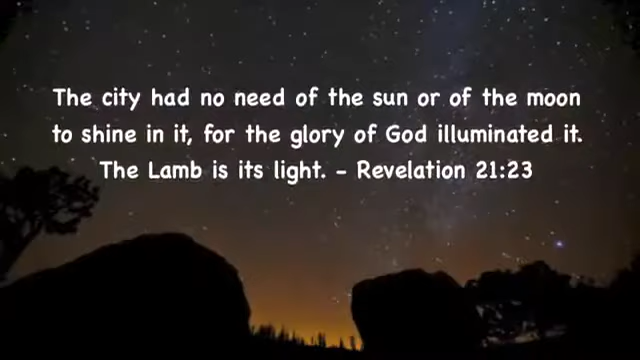 The city had no need of the sun or of the moon
to shine in it, for the glory of God illuminated it.
The Lamb is its light. - Revelation 21:23